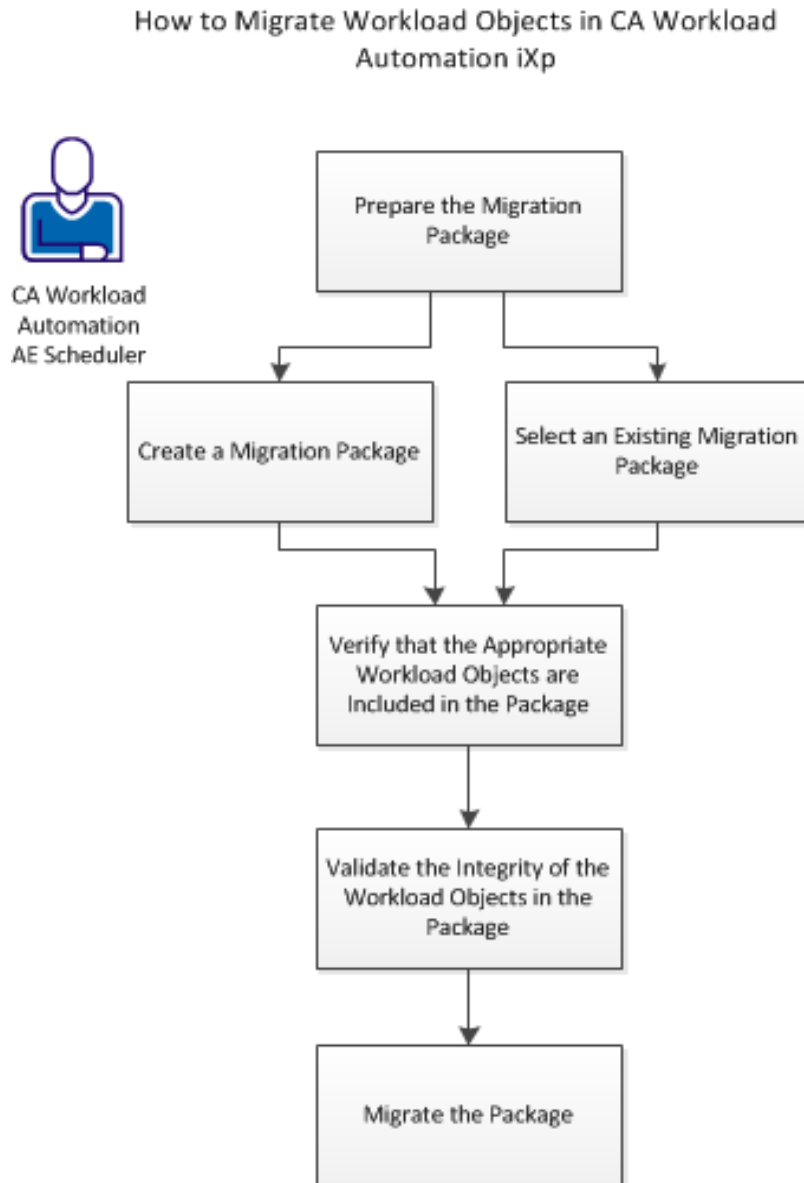 How to Migrate Workload Objects in CA Workload
Automation iXp
CA Workload
Automation
AE Scheduler
Prepare the Migration
Package
Create a Migration Package
Select an Existing Migration
Package
Verify that the Appropriate
Workload Objects are
Included in the Package
Validate the Integrity of the
Workload Objects in the
Package
Migrate the Package